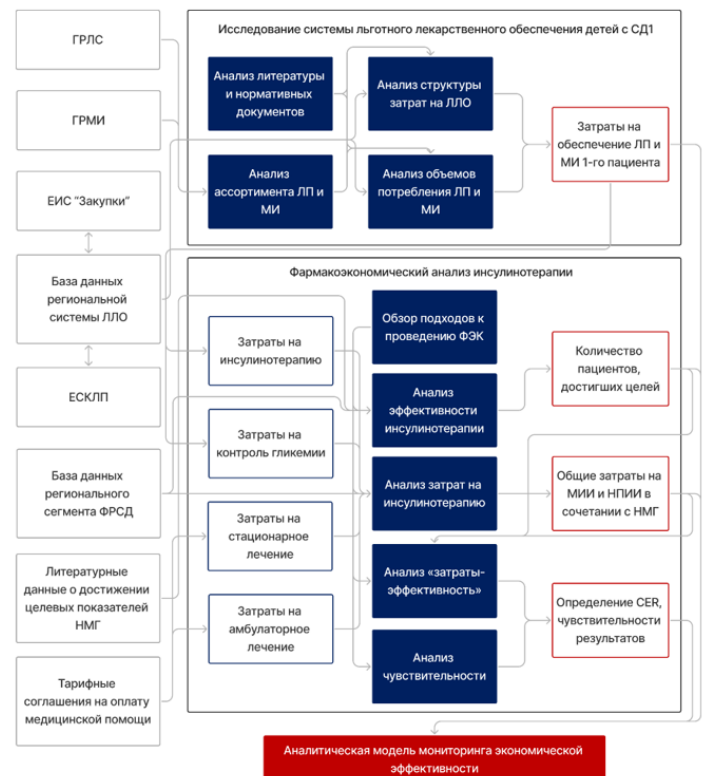 ГРЛС
ГРМИ
ЕИС "Закупки"
База данных
региональной
системы ЛЛО
ЕСКЛП
База данных
регионального
сегмента ФРСД
Литературные
данные о достижении
целевых показателей
НМГ
Тарифные
соглашения на оплату
медицинской помощи
Исследование системы льготного лекарственного обеспечения детей с СД1
Анализ литературы
и нормативных
документов
Анализ структуры
затрат на ЛЛО
Анализ
ассортимента ЛП и
МИ
Анализ объемов
потребления ЛП и
МИ
Затраты на
обеспечение ЛП и
МИ 1-го пациента
Фармакоэкономический анализ инсулинотерапии
Затраты на
инсулинотерапию
Затраты на
контроль гликемии
Затраты на
стационарное
лечение
Затраты на
амбулаторное
лечение
Обзор подходов к
проведению ФЭК
Анализ
эффективности
инсулинотерапии
Анализ затрат на
инсулинотерапию
Анализ «затраты-
эффективность»
Анализ
чувствительности
Количество
пациентов,
достигших целей
Общие затраты на
МИИ и НПИИ в
сочетании с НМГ
Определение CER,
чувствительности
результатов
Аналитическая модель мониторинга экономической
эффективности